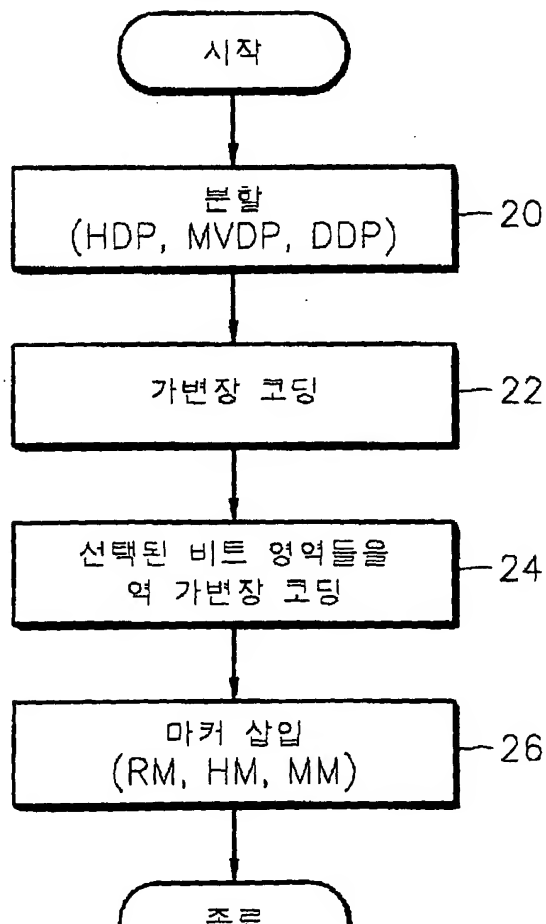 시작
분할
(HDP, MVDP, DDP)
20
가변장 코딩
22
선택된 비트 영역들을
역 가변장 코딩
24
마커 삽입
(RM, HM, MM)
26
종료